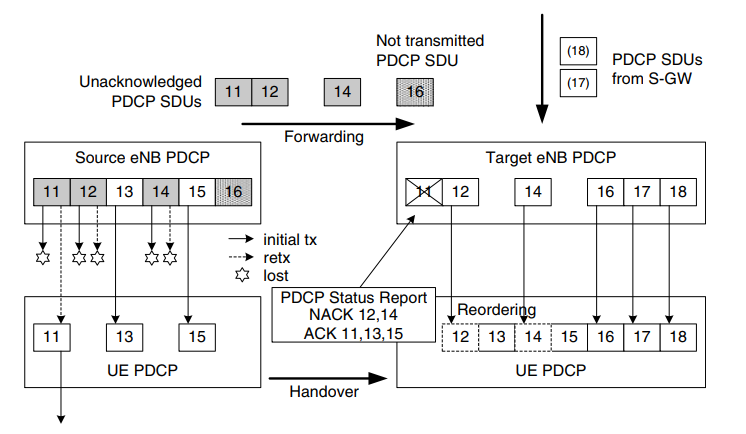 Not transmitted
PDCP SDU
Unacknowledged
PDCP SDUs
11 12 14 16
(18)
(17)
PDCP SDUs
from S-GW
Forwarding
Source eNB PDCP
11 12 13 14 15 16
Target eNB PDCP
11 12 14 16 17 18
initial tx
retx
lost
PDCP Status Report
NACK 12,14
ACK 11,13,15
11 13 15
UE PDCP
Reordering
12 13 14 15 16 17 18
UE PDCP
Handover